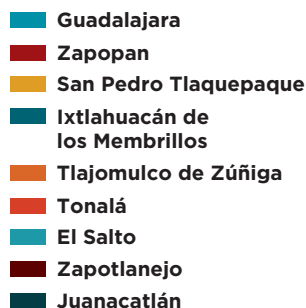 Guadalajara
Zapopan
San Pedro Tlaquepaque
Ixtlahuacán de
los Membrillos
Tlajomulco de Zúñiga
Tonalá
El Salto
Zapotlanejo
Juanacatlán